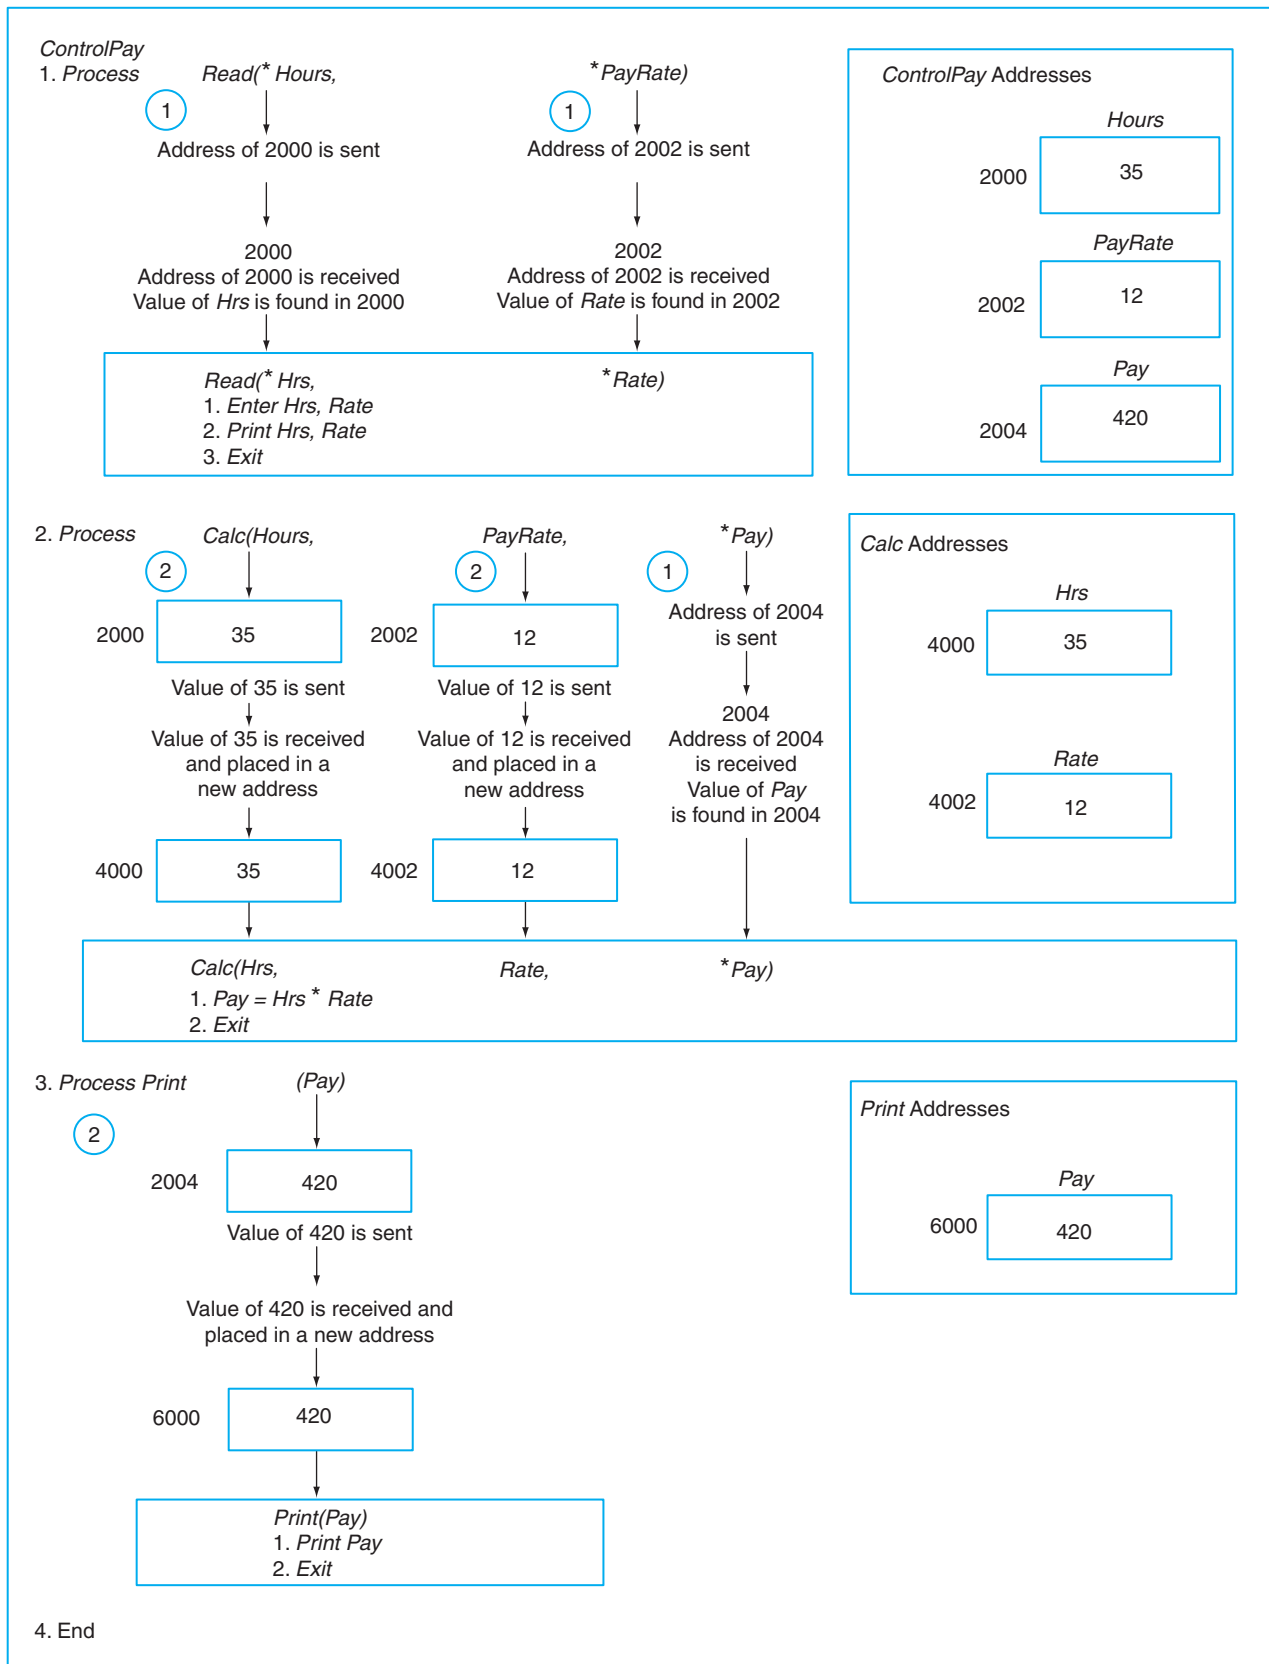 ControlPay
1. Process Read(* Hours, *PayRate)
1 1
Address of 2000 is sent Address of 2002 is sent
2000 2002
Address of 2000 is received Address of 2002 is received
Value of Hrs is found in 2000 Value of Rate is found in 2002
Read(* Hrs, *Rate)
1. Enter Hrs, Rate
2. Print Hrs, Rate
3. Exit
ControlPay Addresses
Hours
2000 35
PayRate
2002 12
Pay
2004 420
2. Process Calc(Hours, PayRate, *Pay)
2 2 1
2000 35 2002 12 Address of 2004
is sent
Value of 35 is sent Value of 12 is sent
2004
Value of 35 is received Value of 12 is received Address of 2004
and placed in a and placed in a is received
new address new address Value of Pay
is found in 2004
4000 35 4002 12
Calc(Hrs, Rate, *Pay)
1. Pay = Hrs * Rate
2. Exit
Calc Addresses
Hrs
4000 35
Rate
4002 12
3. Process Print (Pay)
2
2004 420
Value of 420 is sent
Value of 420 is received and
placed in a new address
6000 420
Print(Pay)
1. Print Pay
2. Exit
Print Addresses
Pay
6000 420
4. End